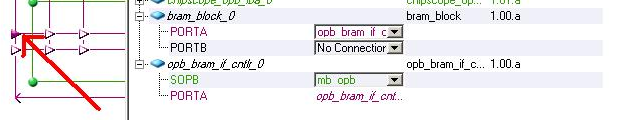 chipscope_opb_iba_0 chipscope_op... 1.01.a
bram_block_0 bram_block 1.00.a
PORTA opb_bram_if_c
PORTB No Connection
opb_bram_if_cntlr_0 opb_bram_if_c... 1.00.a
SOPB mb_opb
PORTA opb_bram_if_cnt...